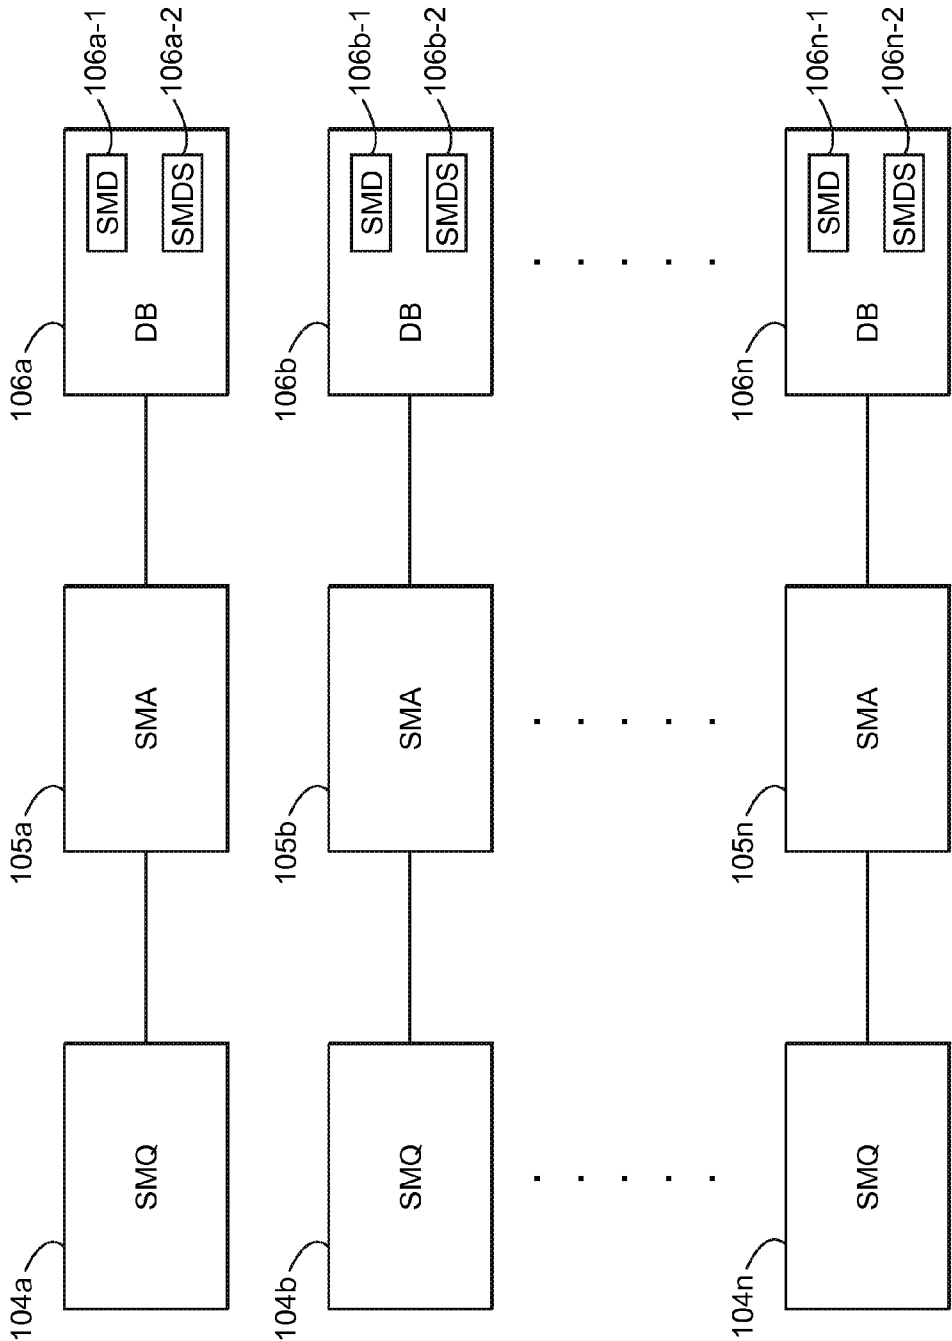 104a
SMQ
105a
SMA
106a
DB
SMD
106a-1
SMDS
106a-2
104b
SMQ
105b
SMA
106b
DB
SMD
106b-1
SMDS
106b-2
104n
SMQ
105n
SMA
106n
DB
SMD
106n-1
SMDS
106n-2